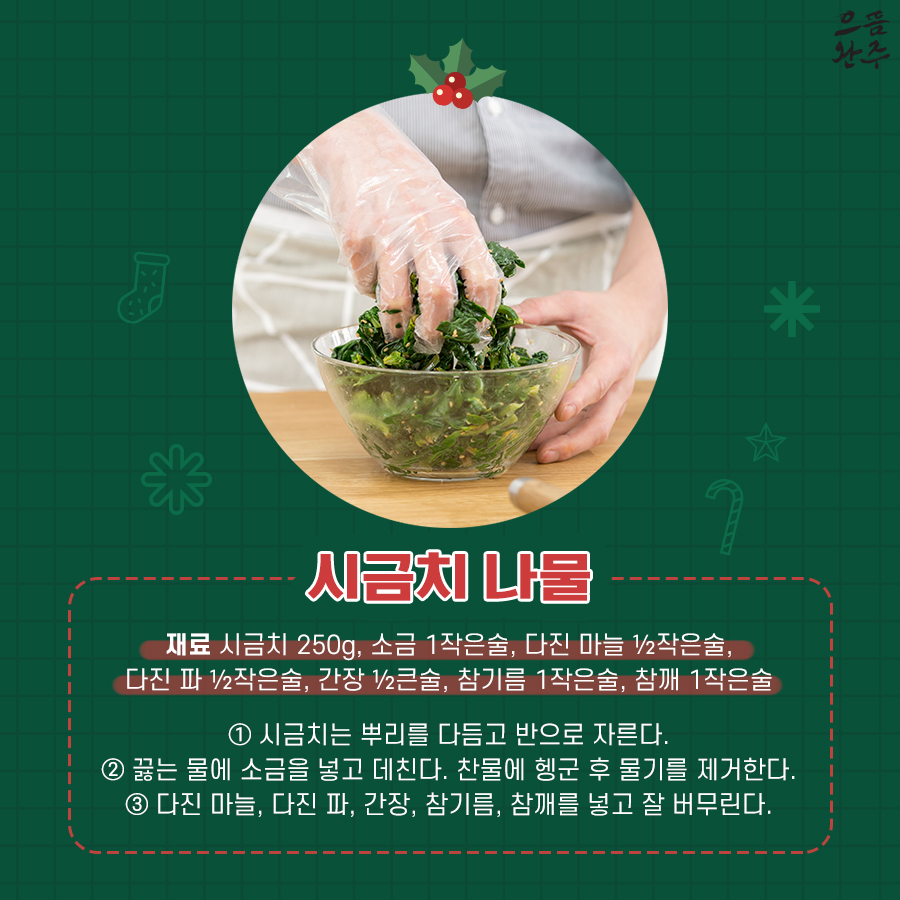 으뜸
완주
시금치 나물
재료 시금치 250g, 소금 1작은술, 다진 마늘 ½작은술,
다진 파 ½작은술, 간장 ½큰술, 참기름 1작은술, 참깨 1작은술
① 시금치는 뿌리를 다듬고 반으로 자른다.
② 끓는 물에 소금을 넣고 데친다. 찬물에 헹군 후 물기를 제거한다.
③ 다진 마늘, 다진 파, 간장, 참기름, 참깨를 넣고 잘 버무린다.